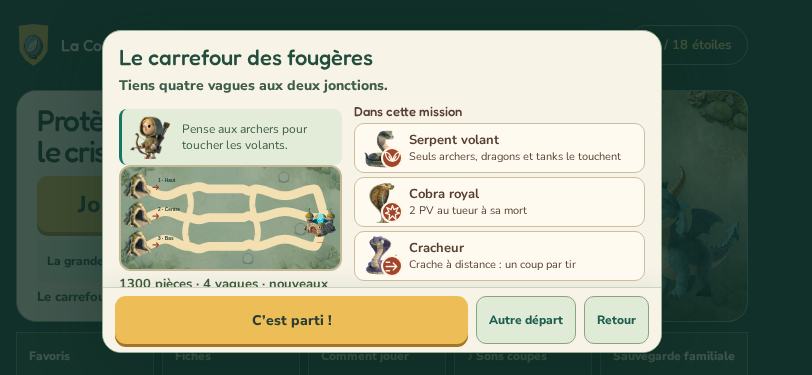 La Co
/ 18 étoiles
Protè
le cris
Jo
La grande
Le carrefou
Le carrefour des fougères
Tiens quatre vagues aux deux jonctions.
Pense aux archers pour
toucher les volants.
1 · Haut
2 · Centre
3 · Bas
1300 pièces · 4 vagues · nouveaux
Dans cette mission
Serpent volant
Seuls archers, dragons et tanks le touchent
Cobra royal
2 PV au tueur à sa mort
Cracheur
Crache à distance : un coup par tir
C'est parti !
Autre départ
Retour
Favoris
Fiches
Comment jouer
♪ Sons coupés
Sauvegarde familiale